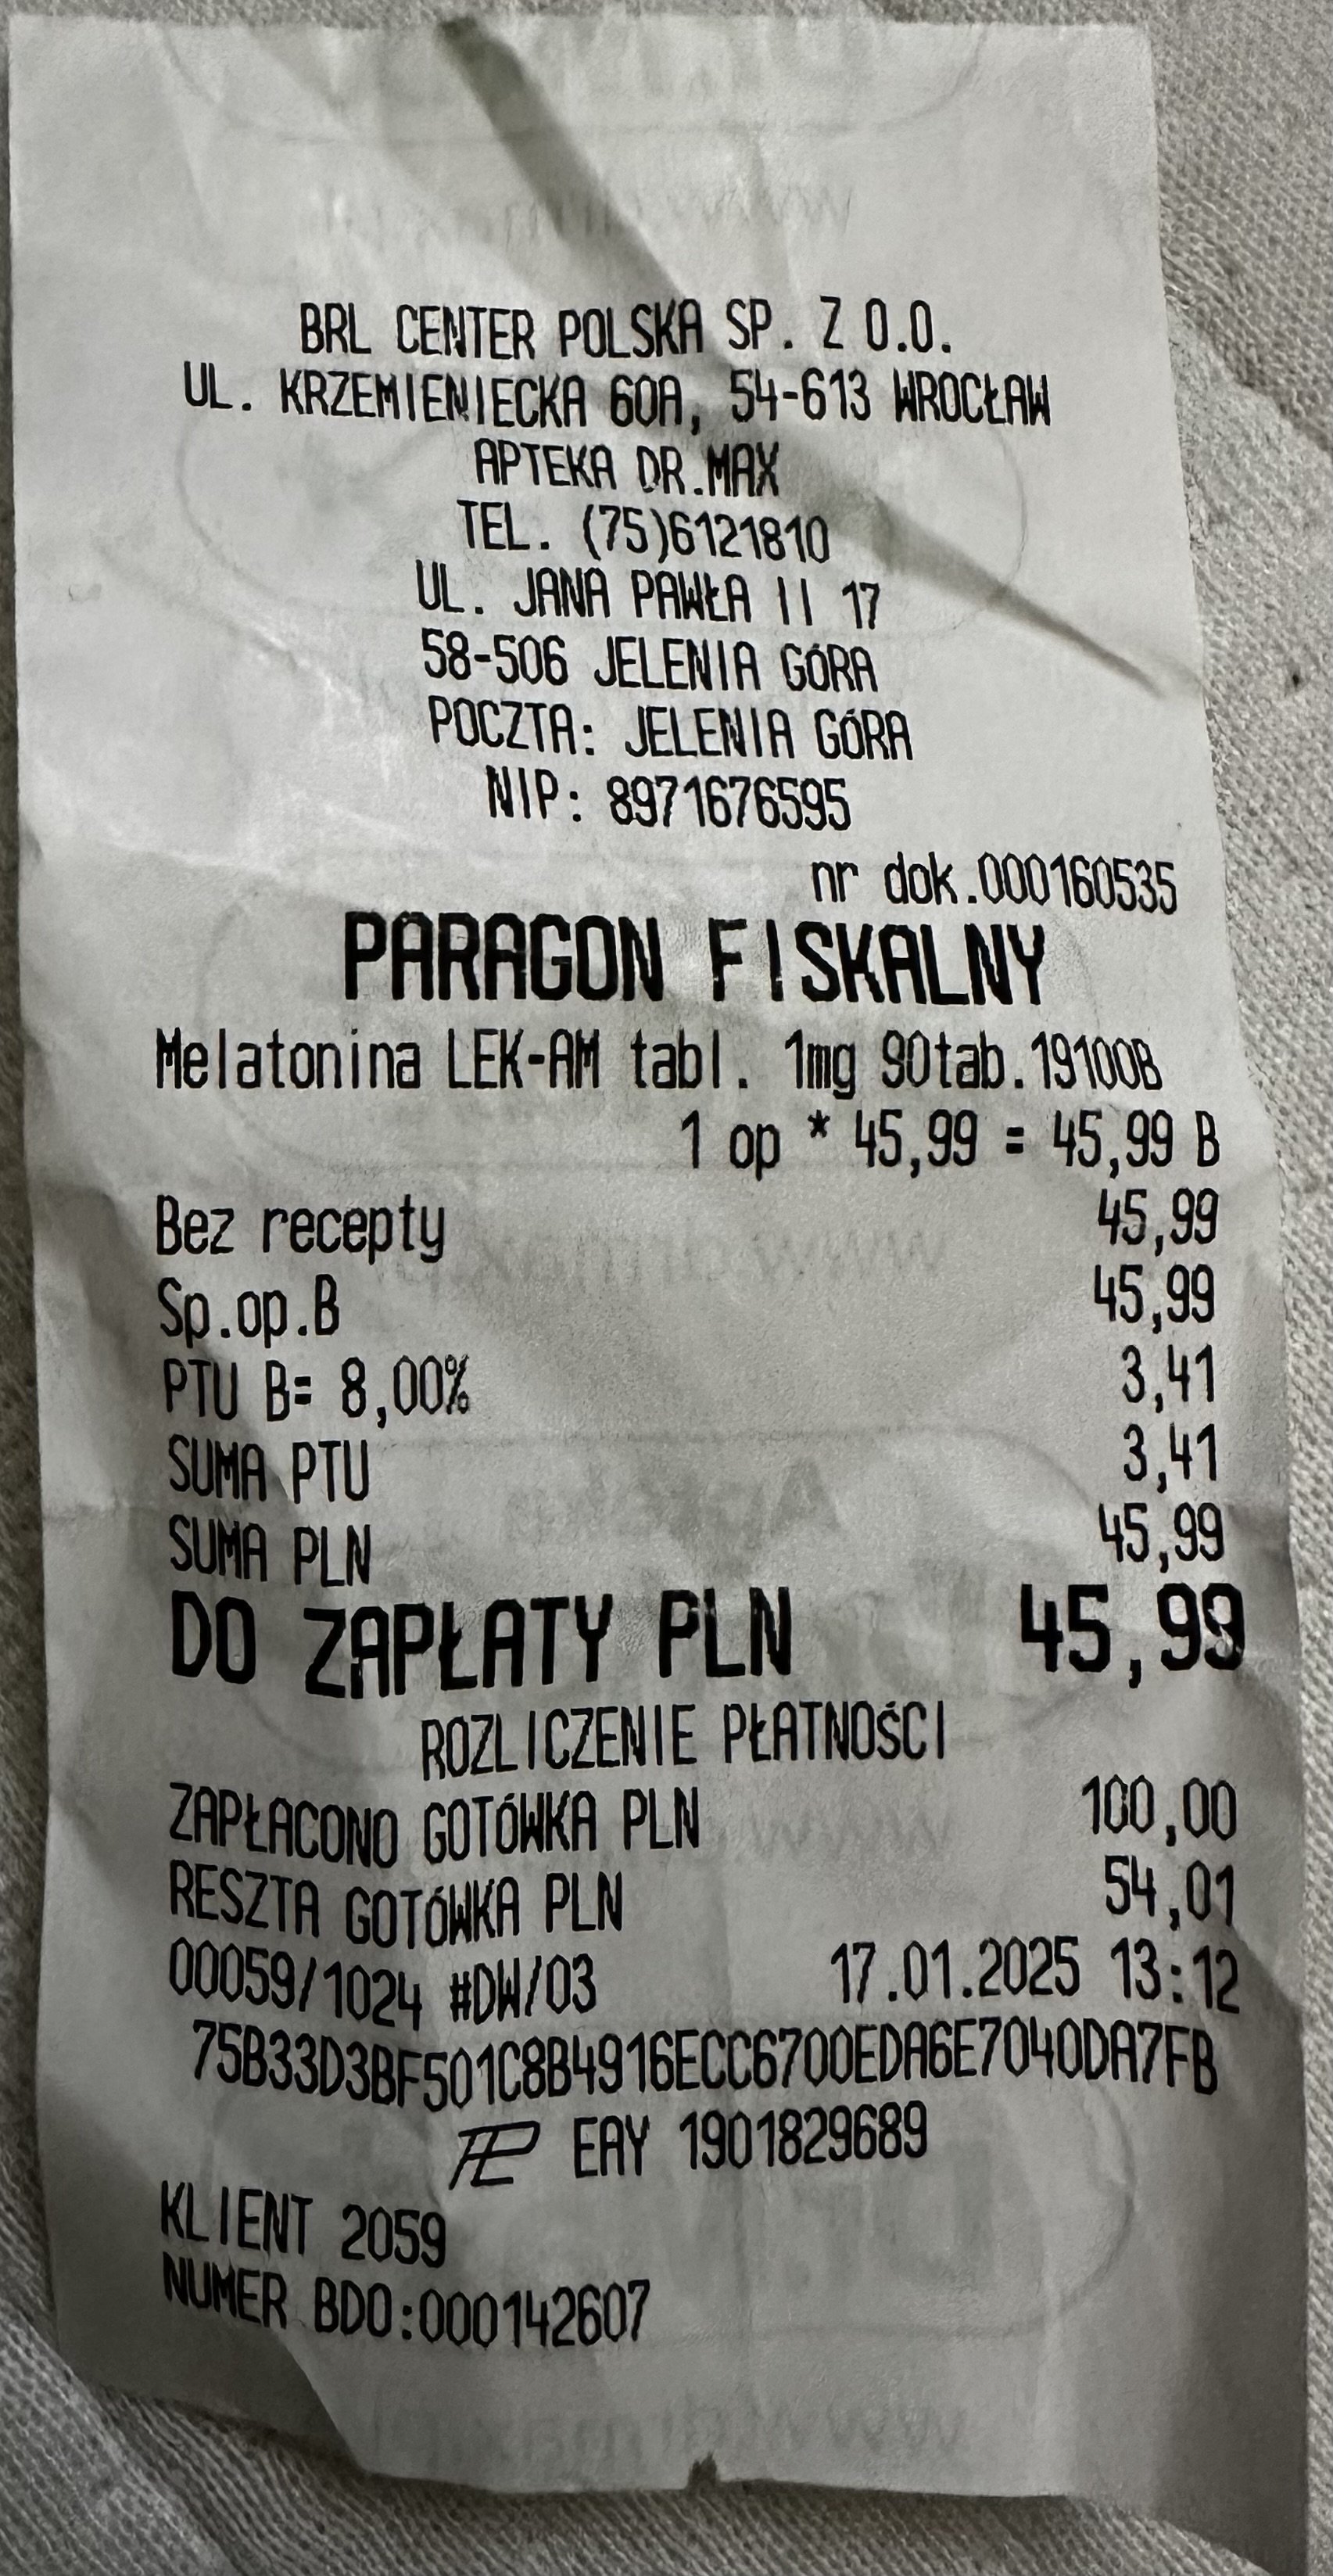 BRL CENTER POLSKA SP. Z O.O.
UL. KRZEMIENIECKA 60A, 54-613 WROCŁAW
APTEKA DR.MAX
TEL. (75)6121810
UL. JANA PAWŁA II 17
58-506 JELENIA GÓRA
POCZTA: JELENIA GÓRA
NIP: 8971676595
nr dok.000160535
PARAGON FISKALNY
Melatonina LEK-AM tabl. 1mg 90tab.19100B
1 op * 45,99 = 45,99 B
Bez recepty 45,99
Sp.op.B 45,99
PTU B= 8,00% 3,41
SUMA PTU 3,41
SUMA PLN 45,99
DO ZAPŁATY PLN 45,99
ROZLICZENIE PŁATNOŚCI
ZAPŁACONO GOTÓWKA PLN 100,00
RESZTA GOTÓWKA PLN 54,01
00059/1024 #DW/03 17.01.2025 13:12
75B33D3BF501C8B4916ECC6700EDA6E7040DA7FB
EAY 1901829689
KLIENT 2059
NUMER BDO:000142607